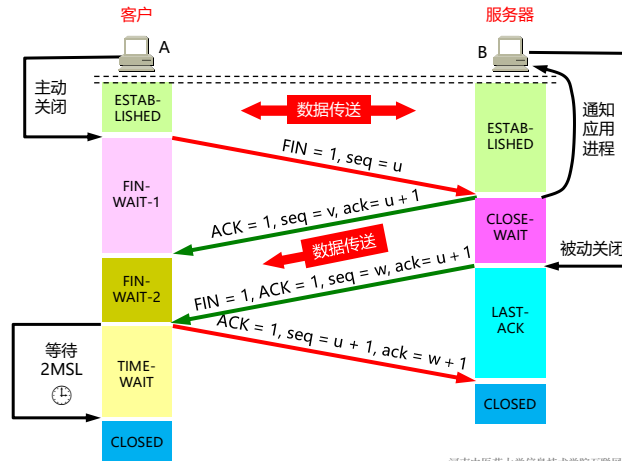 客户
服务器
A
B
主动
关闭
ESTAB-
LISHED
数据传送
ESTAB-
LISHED
通知
应用
进程
FIN = 1, seq = u
FIN-
WAIT-1
ACK = 1, seq = v, ack= u + 1
CLOSE-
WAIT
数据传送
被动关闭
FIN = 1, ACK = 1, seq = w, ack= u + 1
FIN-
WAIT-2
LAST-
ACK
ACK = 1, seq = u + 1, ack = w + 1
等待
2MSL
TIME-
WAIT
CLOSED
CLOSED